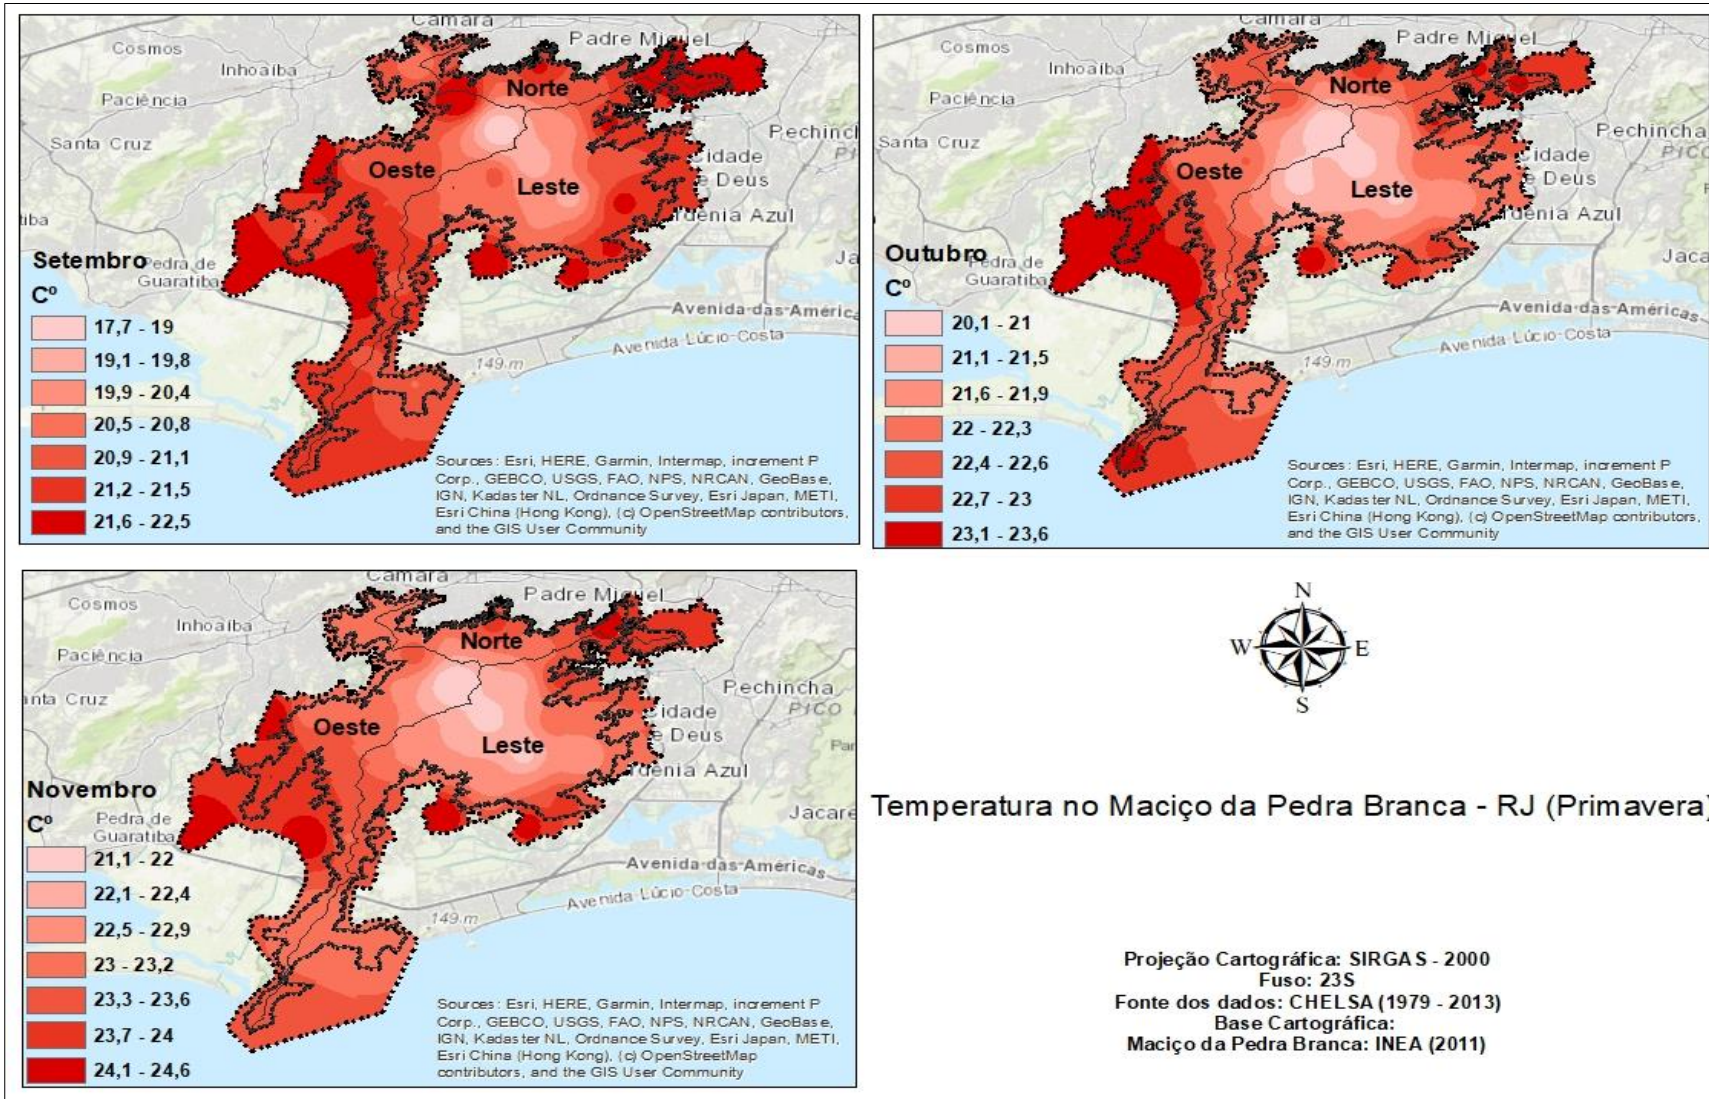 Camara
Cosmos
Padre Miguel
Inhoaíba
Norte
Paciência
Pechincha
Santa Cruz
Oeste
Cidade
e Deus
Leste
Setembro
Pedra de
Guaratiba
Cº
Avenida das Améric
Avenida Lúcio Costa
149 m
17,7 - 19
19,1 - 19,8
19,9 - 20,4
20,5 - 20,8
20,9 - 21,1
21,2 - 21,5
21,6 - 22,5
Sources: Esri, HERE, Garmin, Intermap, increment P
Corp., GEBCO, USGS, FAO, NPS, NRCAN, GeoBase,
IGN, Kadaster NL, Ordnance Survey, Esri Japan, METI,
Esri China (Hong Kong), (c) OpenStreetMap contributors,
and the GIS User Community
Camara
Cosmos
Padre Miguel
Inhoaíba
Norte
Paciência
Pechincha
Santa Cruz
Oeste
Cidade
e Deus
Leste
denia Azul
Outubro
Pedra de
Guaratiba
Jaca
Cº
Avenida das Américas
Avenida Lúcio Costa
149 m
20,1 - 21
21,1 - 21,5
21,6 - 21,9
22 - 22,3
22,4 - 22,6
22,7 - 23
23,1 - 23,6
Sources: Esri, HERE, Garmin, Intermap, increment P
Corp., GEBCO, USGS, FAO, NPS, NRCAN, GeoBase,
IGN, Kadaster NL, Ordnance Survey, Esri Japan, METI,
Esri China (Hong Kong), (c) OpenStreetMap contributors,
and the GIS User Community
Camara
Cosmos
Padre Miguel
Inhoaíba
Norte
Paciência
Pechincha
PICO
anta Cruz
Oeste
Cidade
e Deus
Leste
denia Azul
Novembro
Pedra de
Guaratiba
Jacare
Cº
Avenida das Américas
Avenida Lúcio Costa
149 m
21,1 - 22
22,1 - 22,4
22,5 - 22,9
23 - 23,2
23,3 - 23,6
23,7 - 24
24,1 - 24,6
Sources: Esri, HERE, Garmin, Intermap, increment P
Corp., GEBCO, USGS, FAO, NPS, NRCAN, GeoBase,
IGN, Kadaster NL, Ordnance Survey, Esri Japan, METI,
Esri China (Hong Kong), (c) OpenStreetMap
contributors, and the GIS User Community
N
W E
S
Temperatura no Maciço da Pedra Branca - RJ (Primavera)
Projeção Cartográfica: SIRGAS - 2000
Fuso: 23S
Fonte dos dados: CHELSA (1979 - 2013)
Base Cartográfica:
Maciço da Pedra Branca: INEA (2011)